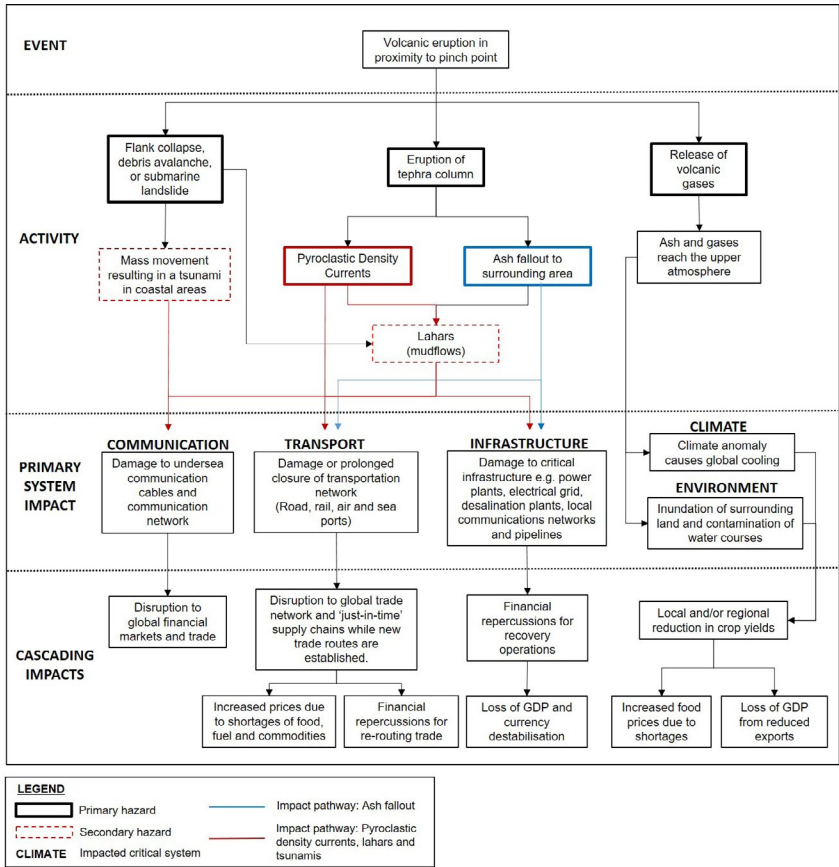 EVENT
Volcanic eruption in
proximity to pinch point
ACTIVITY
Flank collapse,
debris avalanche,
or submarine
landslide
Eruption of
tephra column
Release of
volcanic
gases
Mass movement
resulting in a tsunami
in coastal areas
Pyroclastic Density
Currents
Ash fallout to
surrounding area
Ash and gases
reach the upper
atmosphere
Lahars
(mudflows)
PRIMARY
SYSTEM
IMPACT
COMMUNICATION
Damage to undersea
communication
cables and
communication
network
TRANSPORT
Damage or prolonged
closure of transportation
network
(Road, rail, air and sea
ports)
INFRASTRUCTURE
Damage to critical
infrastructure e.g. power
plants, electrical grid,
desalination plants, local
communications networks
and pipelines
CLIMATE
Climate anomaly
causes global cooling
ENVIRONMENT
Inundation of surrounding
land and contamination of
water courses
CASCADING
IMPACTS
Disruption to
global financial
markets and trade
Disruption to global trade
network and ‘just-in-time’
supply chains while new
trade routes are
established.
Financial
repercussions for
recovery
operations
Local and/or regional
reduction in crop yields
Increased prices due
to shortages of food,
fuel and commodities
Financial
repercussions for
re-routing trade
Loss of GDP and
currency
destabilisation
Increased food
prices due to
shortages
Loss of GDP
from reduced
exports
LEGEND
Primary hazard
Secondary hazard
CLIMATE Impacted critical system
Impact pathway: Ash fallout
Impact pathway: Pyroclastic
density currents, lahars and
tsunamis